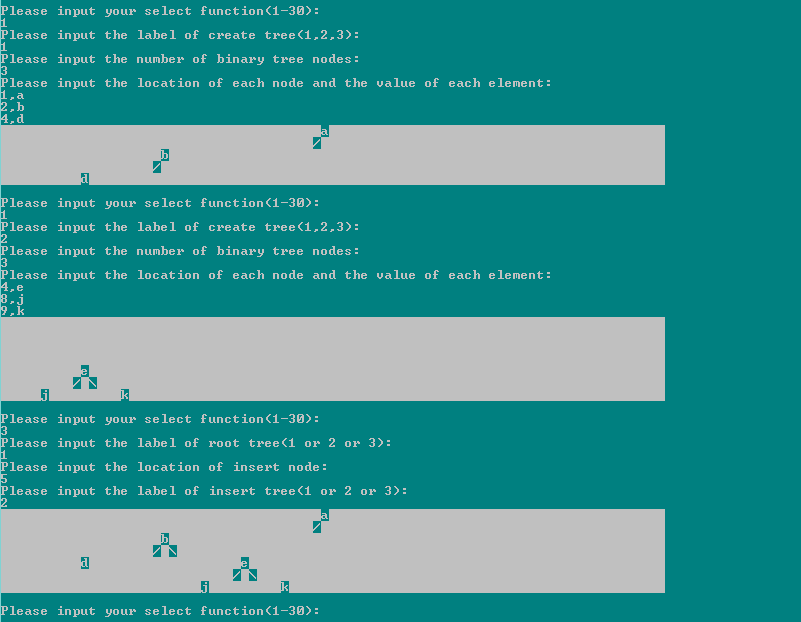 Please input your select function(1-30):
1
Please input the label of create tree(1,2,3):
1
Please input the number of binary tree nodes:
3
Please input the location of each node and the value of each element:
1,a
2,b
4,d
a
/
b
/
d
Please input your select function(1-30):
1
Please input the label of create tree(1,2,3):
2
Please input the number of binary tree nodes:
3
Please input the location of each node and the value of each element:
4,e
8,j
9,k
e
/ \
j k
Please input your select function(1-30):
3
Please input the label of root tree(1 or 2 or 3):
1
Please input the location of insert node:
5
Please input the label of insert tree(1 or 2 or 3):
2
a
/
b
/ \
d e
/ \
j k
Please input your select function(1-30):